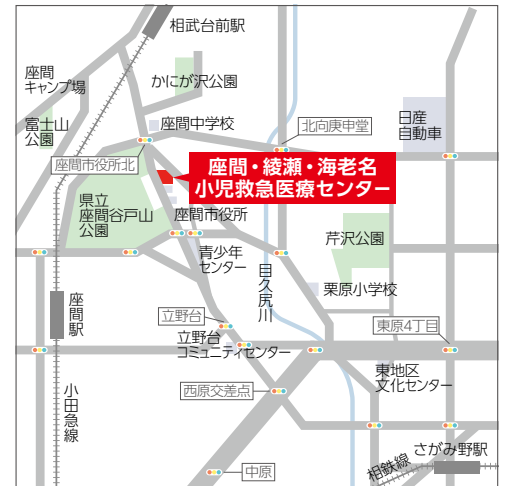 相武台前駅
座間
キャンプ場
かにが沢公園
富士山
公園
座間中学校
北向庚申堂
日産
自動車
座間市役所北
座間・綾瀬・海老名
小児救急医療センター
県立
座間谷戸山
公園
座間市役所
芹沢公園
青少年
センター
目久尻川
栗原小学校
座間駅
立野台
東原4丁目
立野台
コミュニティセンター
東地区
文化センター
西原交差点
小田急線
中原
さがみ野駅
相鉄線